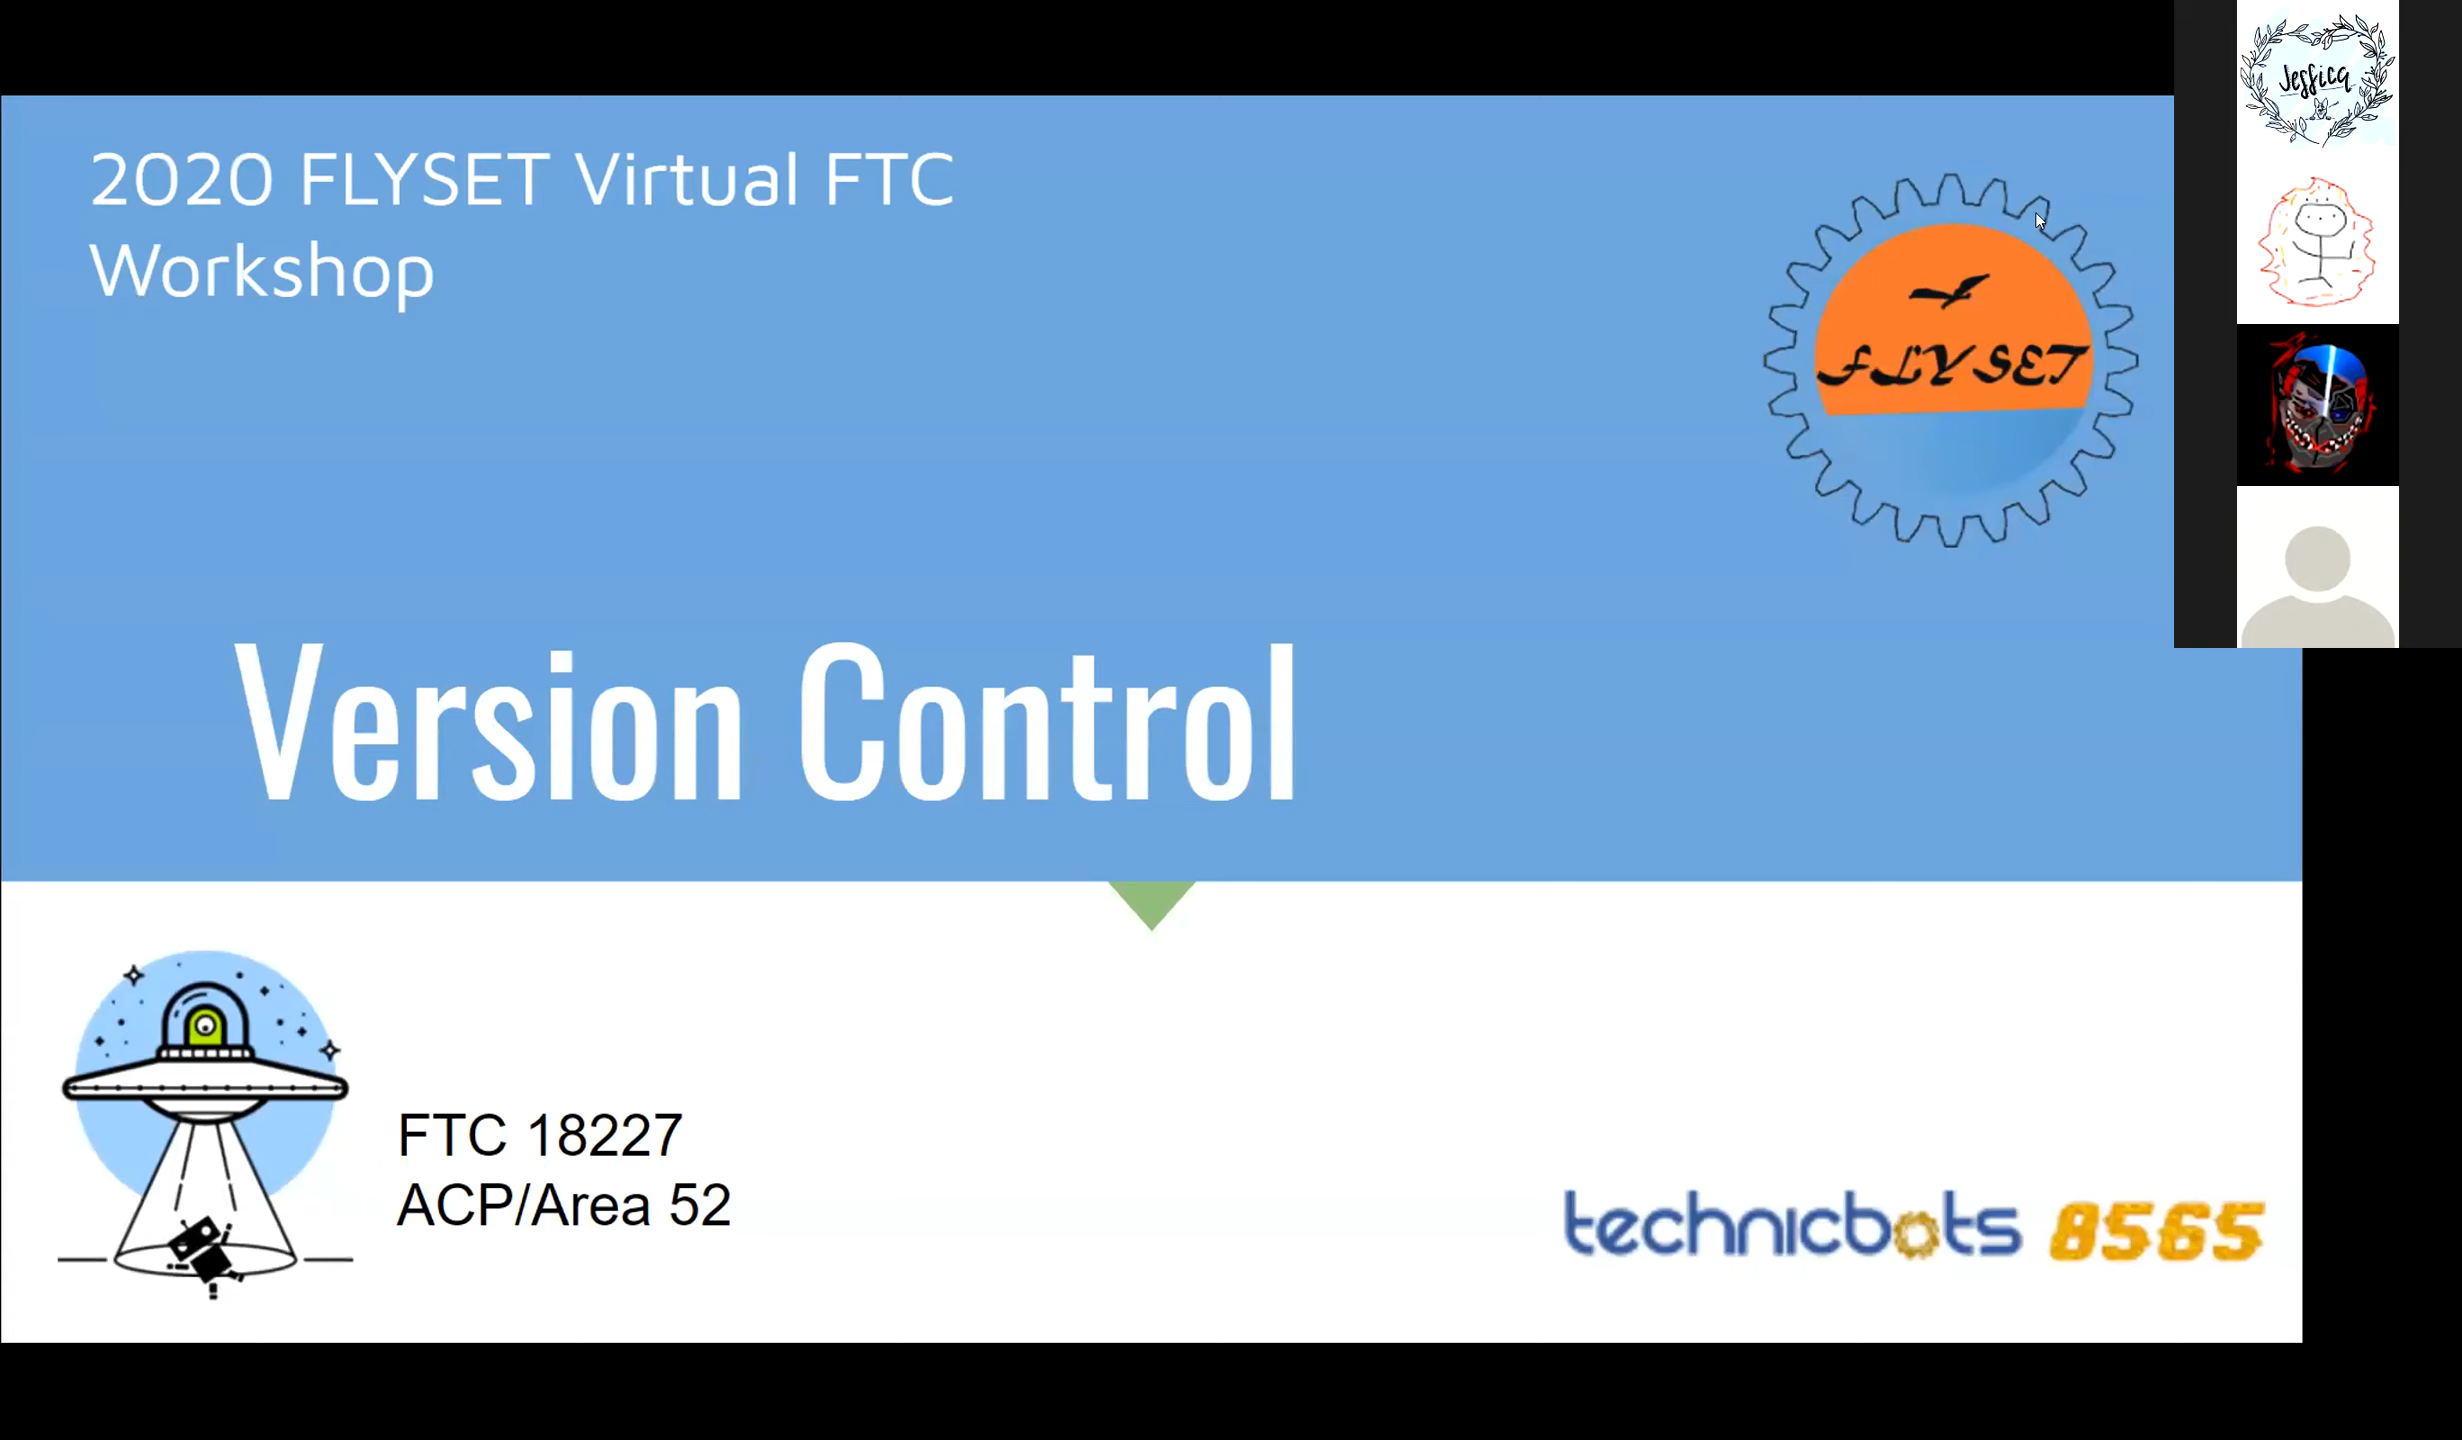 2020 FLYSET Virtual FTC
Workshop
Jessica
FLYSET
Version Control
FTC 18227
ACP/Area 52
technicbots 8565